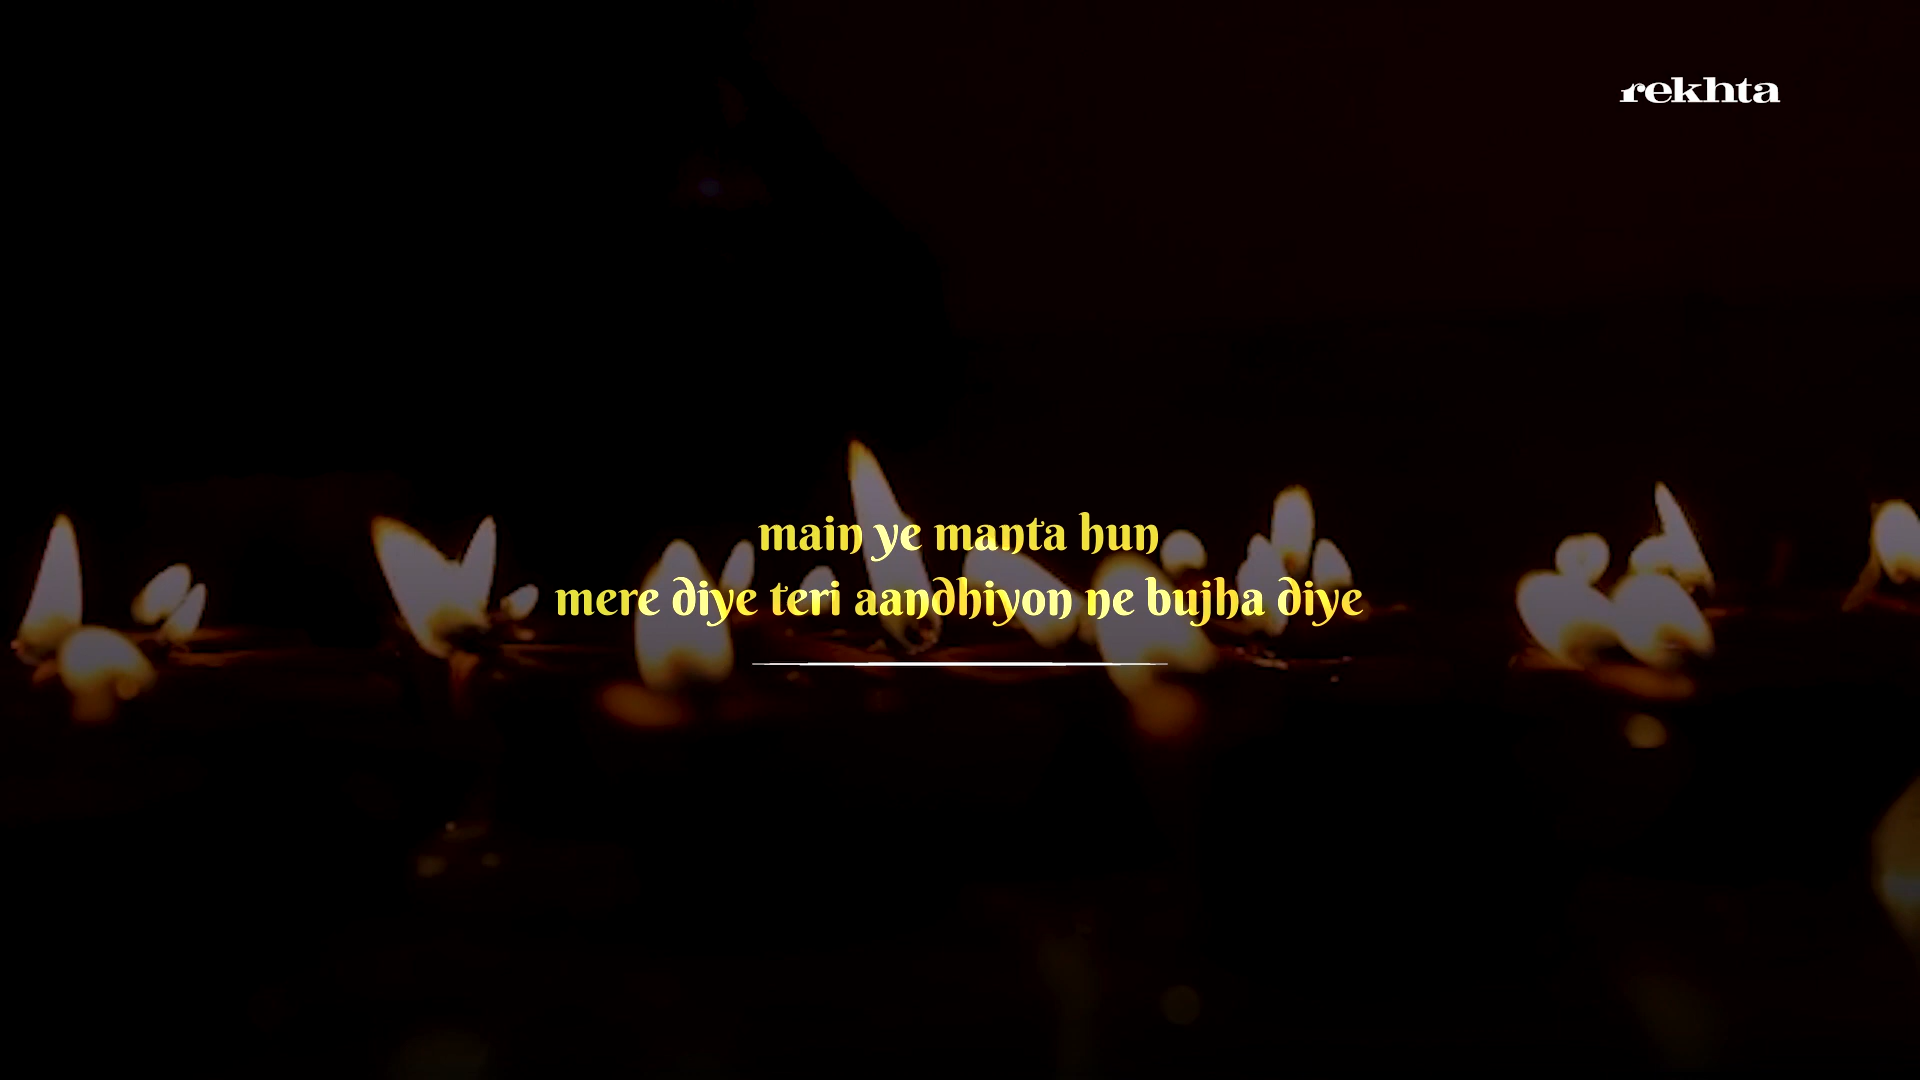 rekhta
main ye manta hun
mere diye teri aandhiyon ne bujha diye